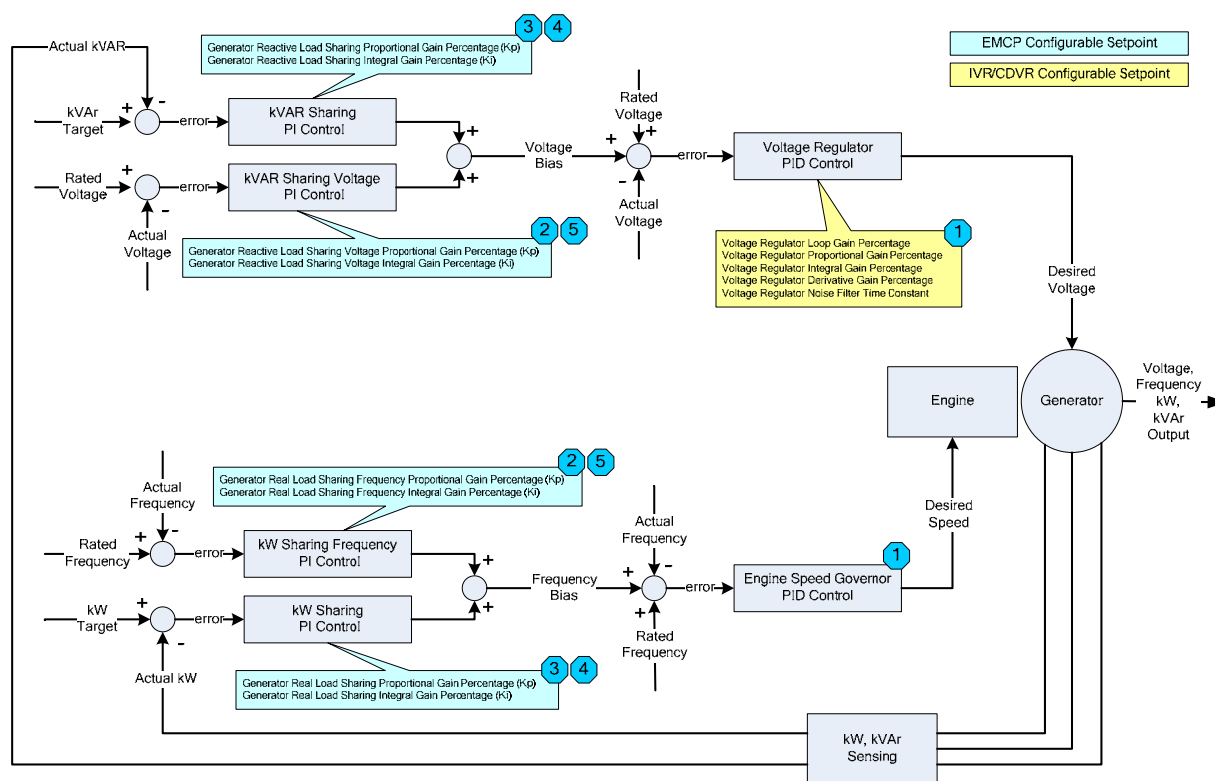 3
4
Actual kVAR
Generator Reactive Load Sharing Proportional Gain Percentage (Kp)
Generator Reactive Load Sharing Integral Gain Percentage (Ki)
EMCP Configurable Setpoint
IVR/CDVR Configurable Setpoint
-
+
kVAr
Target
error
kVAR Sharing
PI Control
+
Rated
Voltage
+
+
Voltage
Bias
error
Voltage Regulator
PID Control
+
Rated
Voltage
error
kVAR Sharing Voltage
PI Control
+
-
Actual
Voltage
-
Actual
Voltage
2
5
Generator Reactive Load Sharing Voltage Proportional Gain Percentage (Kp)
Generator Reactive Load Sharing Voltage Integral Gain Percentage (Ki)
1
Voltage Regulator Loop Gain Percentage
Voltage Regulator Proportional Gain Percentage
Voltage Regulator Integral Gain Percentage
Voltage Regulator Derivative Gain Percentage
Voltage Regulator Noise Filter Time Constant
Desired
Voltage
Engine
Generator
Voltage,
Frequency
kW,
kVAr
Output
2
5
Generator Real Load Sharing Frequency Proportional Gain Percentage (Kp)
Generator Real Load Sharing Frequency Integral Gain Percentage (Ki)
Actual
Frequency
-
+
Rated
Frequency
error
kW Sharing Frequency
PI Control
+
Actual
Frequency
-
+
Frequency
Bias
error
1
Engine Speed Governor
PID Control
Desired
Speed
+
kW
Target
error
kW Sharing
PI Control
+
+
Rated
Frequency
-
Actual kW
3
4
Generator Real Load Sharing Proportional Gain Percentage (Kp)
Generator Real Load Sharing Integral Gain Percentage (Ki)
kW, kVAr
Sensing